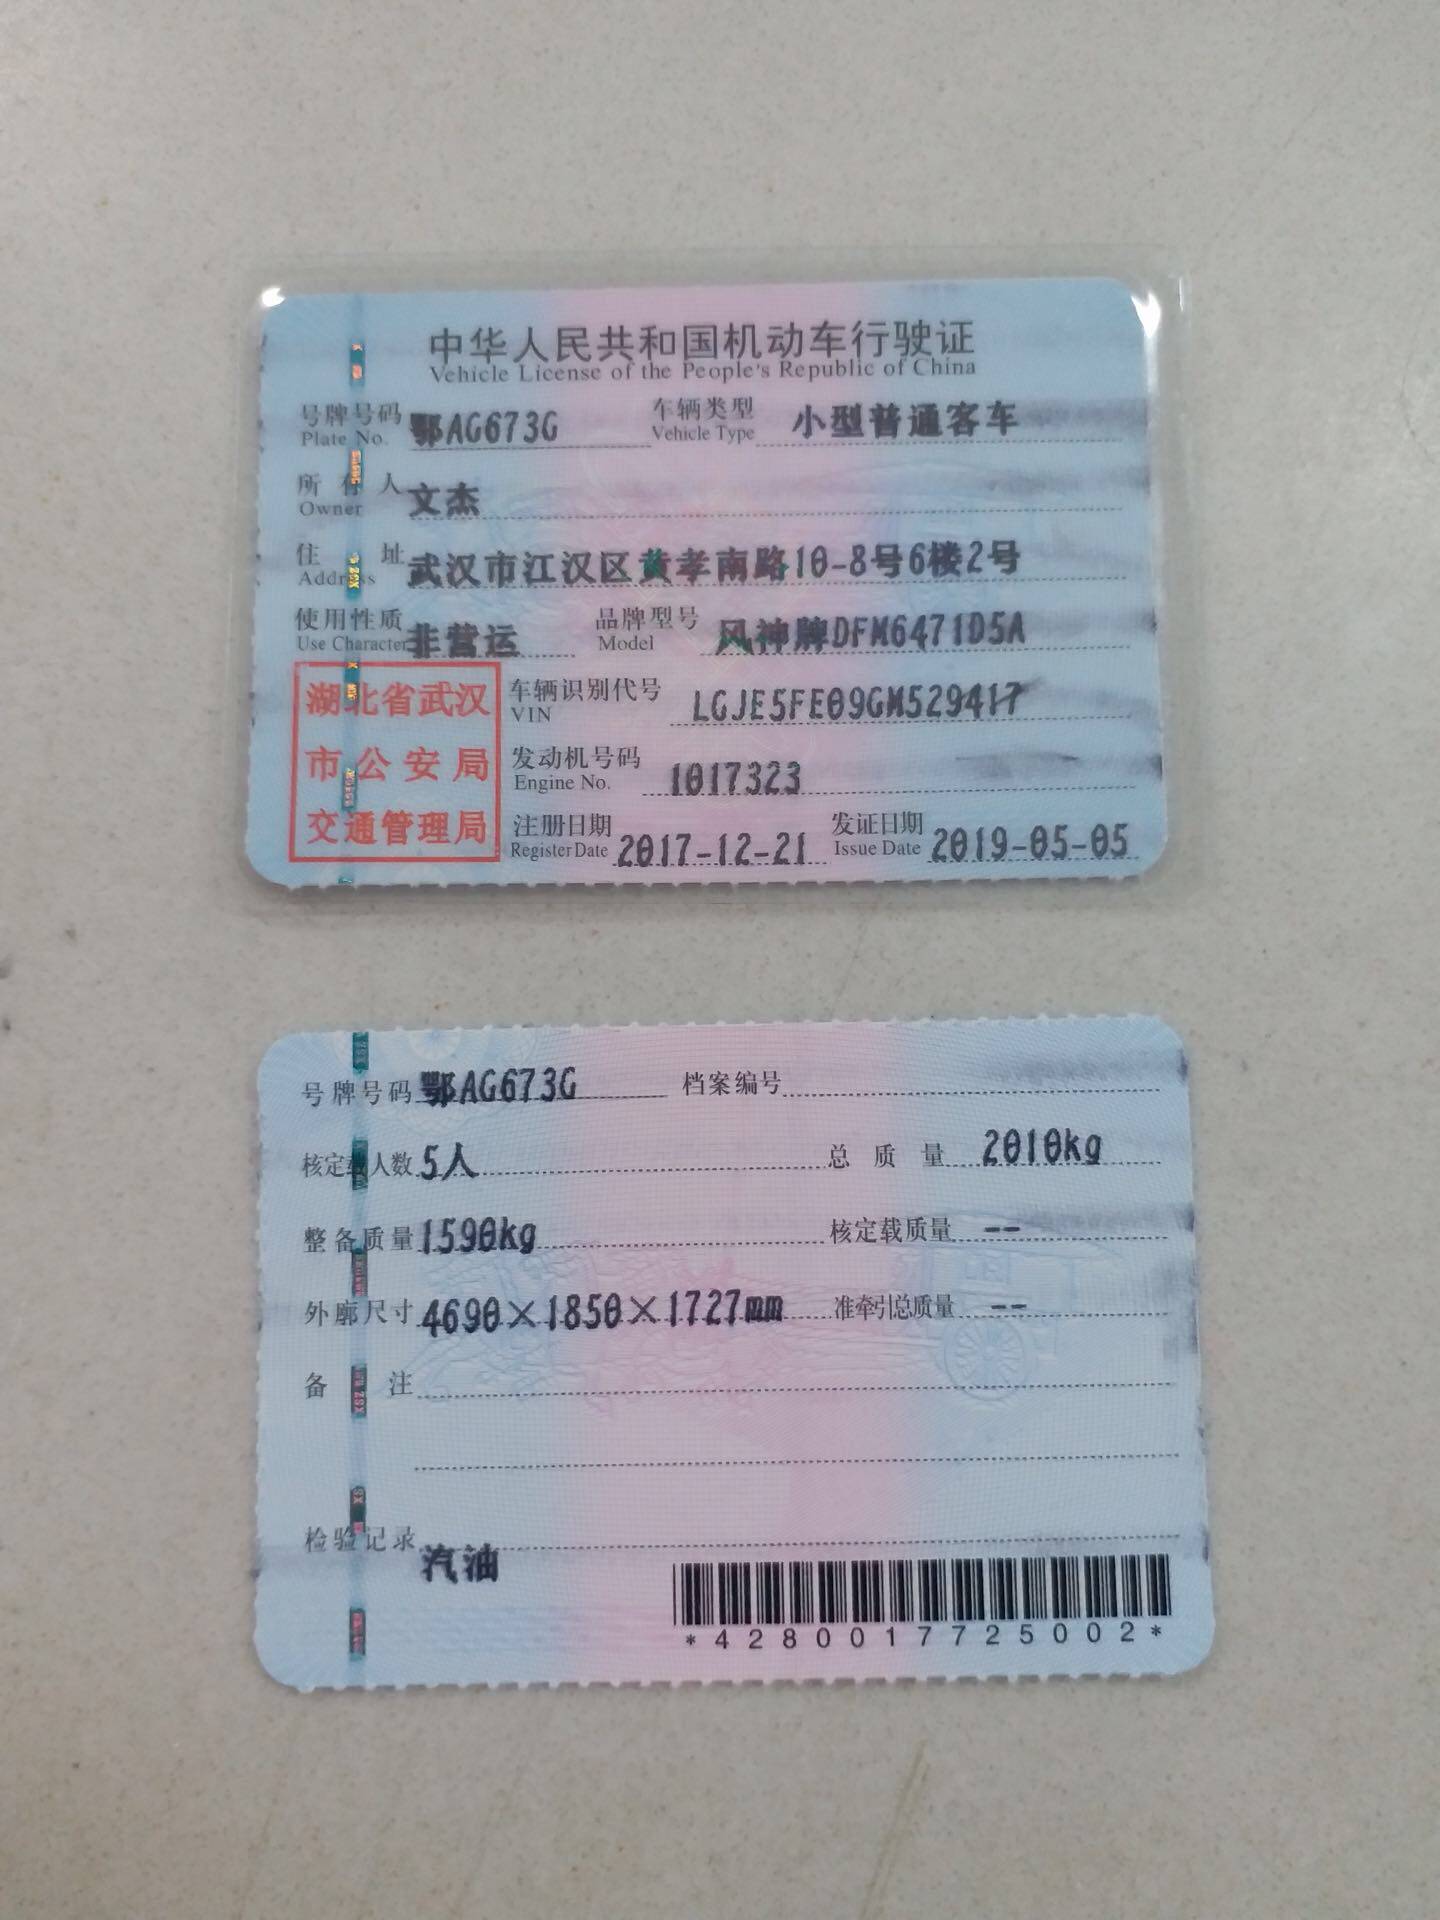 中华人民共和国机动车行驶证
Vehicle License of the People's Republic of China
号牌号码 鄂AG673G 车辆类型 小型普通客车
Plate No. Vehicle Type
所有人 文杰
Owner
住址 武汉市江汉区黄孝南路10-8号6楼2号
Address
使用性质 非营运 品牌型号 风神牌DFM6471D5A
Use Character Model
湖北省武汉
市公安局
交通管理局
车辆识别代号 LGJE5FE09GM529417
VIN
发动机号码 1017323
Engine No.
注册日期 2017-12-21 发证日期 2019-05-05
Register Date Issue Date
号牌号码 鄂AG673G 档案编号
核定载人数 5人 总质量 2010kg
整备质量 1590kg 核定载质量 --
外廓尺寸 4690×1850×1727mm 准牵引总质量 --
备注
检验记录
汽油
*4280017725002*